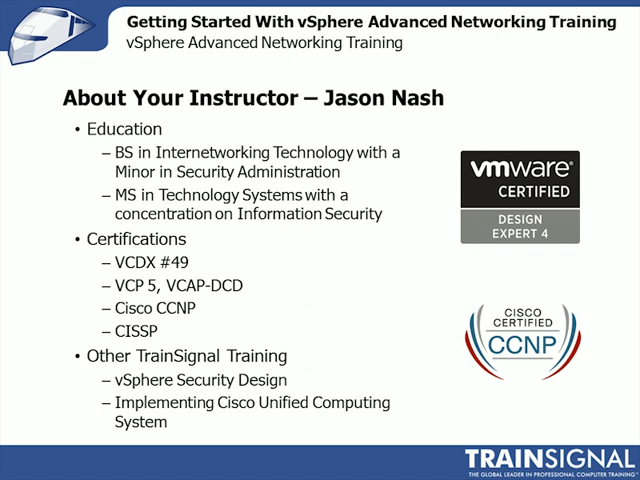 Getting Started With vSphere Advanced Networking Training
vSphere Advanced Networking Training
About Your Instructor – Jason Nash
• Education
– BS in Internetworking Technology with a
Minor in Security Administration
– MS in Technology Systems with a
concentration on Information Security
• Certifications
– VCDX #49
– VCP 5, VCAP-DCD
– Cisco CCNP
– CISSP
• Other TrainSignal Training
– vSphere Security Design
– Implementing Cisco Unified Computing
System
vmware®
CERTIFIED
DESIGN
EXPERT 4
CISCO
CERTIFIED
CCNP
TRAINSIGNAL
THE GLOBAL LEADER IN PROFESSIONAL COMPUTER TRAINING™